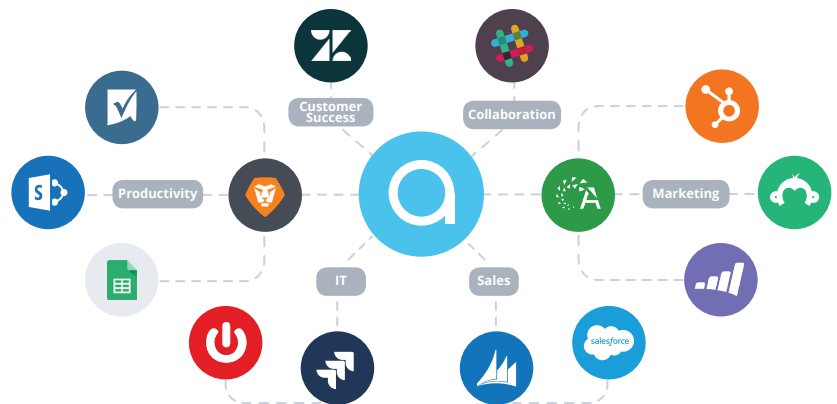 Customer
Success
Collaboration
Productivity
S
A
Marketing
IT
Sales
salesforce